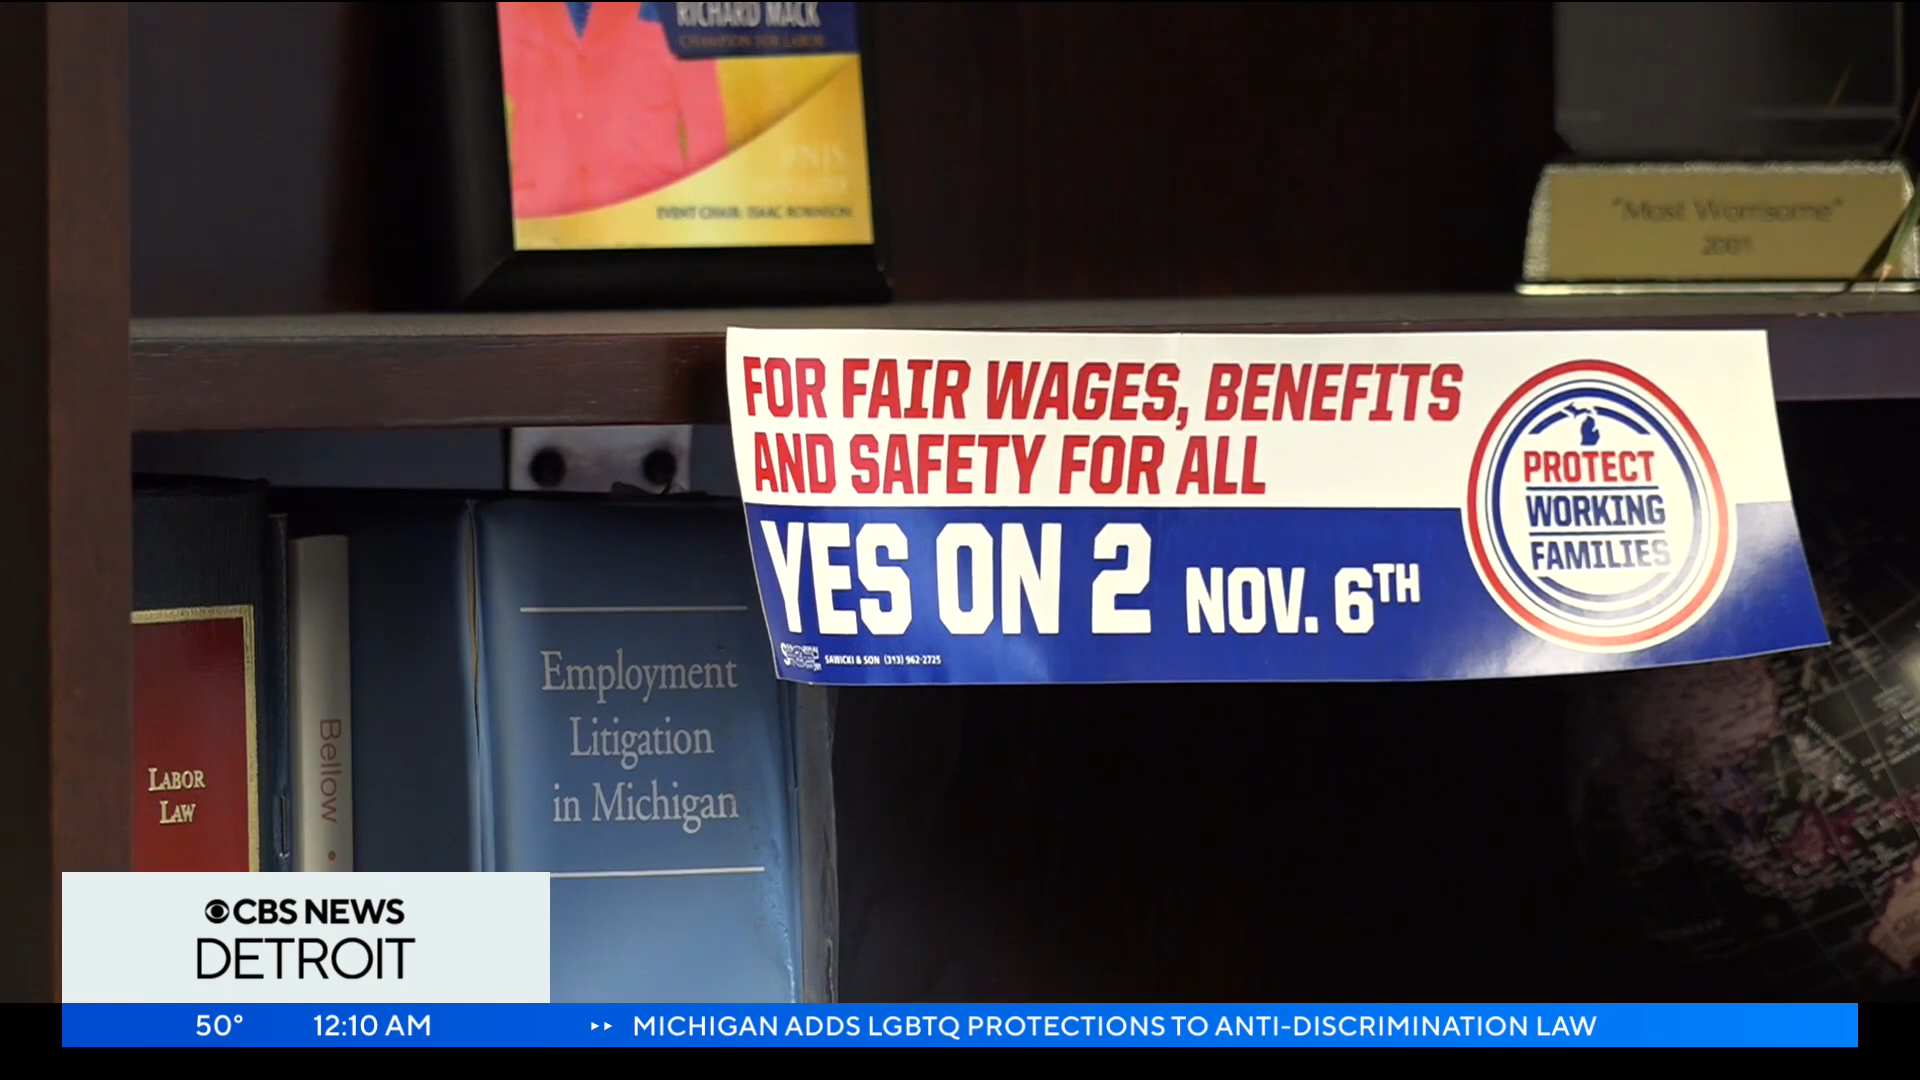 RICHARD MACK
CHAMPION FOR LABOR
EVENT CHAIR: ISAAC ROBINSON
"Most Worrisome"
2001
FOR FAIR WAGES, BENEFITS
AND SAFETY FOR ALL
YES ON 2 NOV. 6TH
SAWICKI & SON (313) 962-2725
PROTECT
WORKING
FAMILIES
LABOR
LAW
Bellow
Employment
Litigation
in Michigan
CBS NEWS
DETROIT
50° 12:10 AM MICHIGAN ADDS LGBTQ PROTECTIONS TO ANTI-DISCRIMINATION LAW